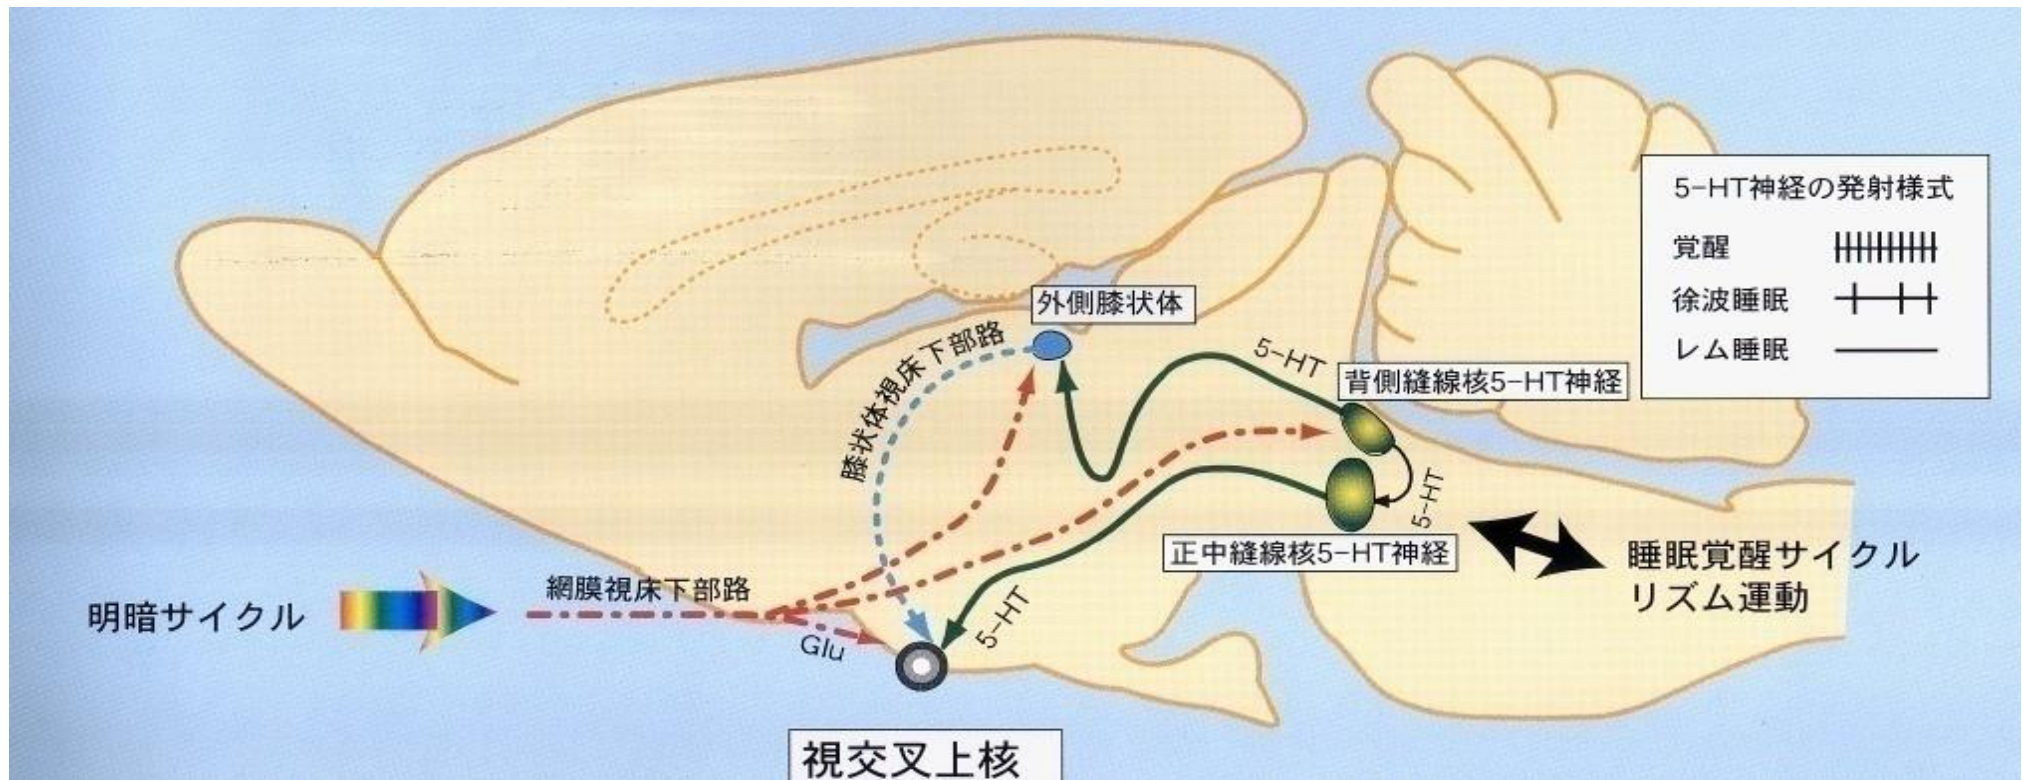 5-HT神経の発射様式
覚醒
徐波睡眠
レム睡眠
外側膝状体
膝状体視床下部路
5-HT
背側縫線核5-HT神経
5-HT
正中縫線核5-HT神経
睡眠覚醒サイクル
リズム運動
明暗サイクル
網膜視床下部路
Glu
5-HT
視交叉上核